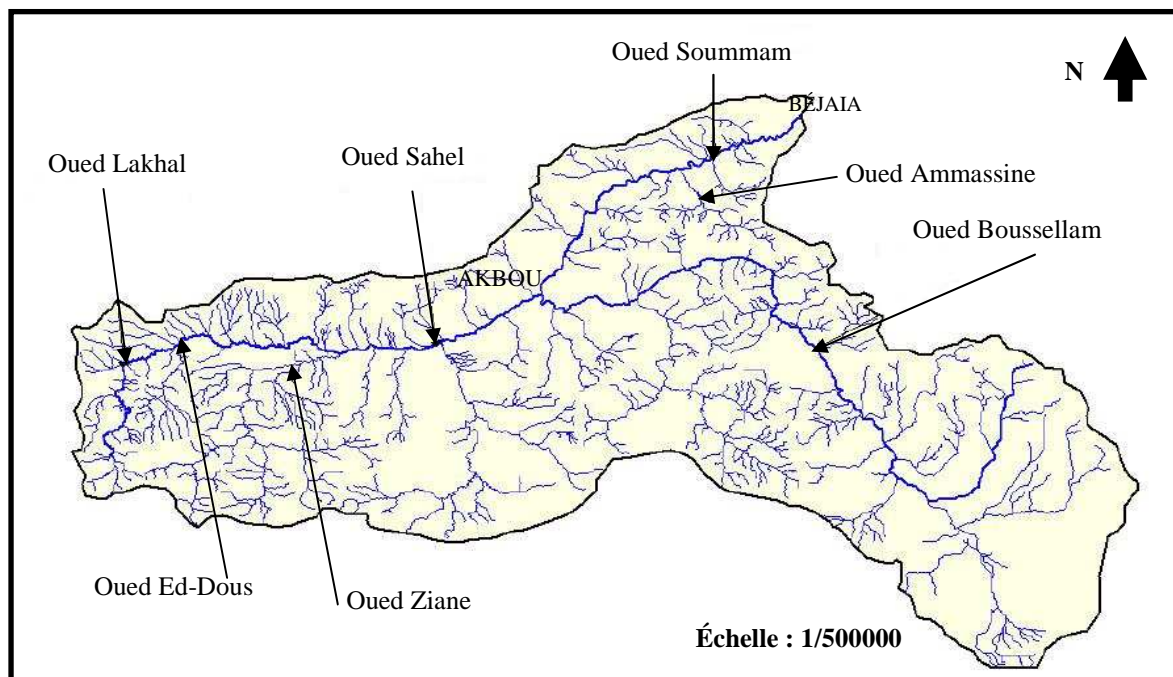 Oued Soummam
N
BÉJAIA
Oued Lakhal
Oued Sahel
Oued Ammassine
Oued Boussellam
AKBOU
Oued Ed-Dous
Oued Ziane
Échelle : 1/500000